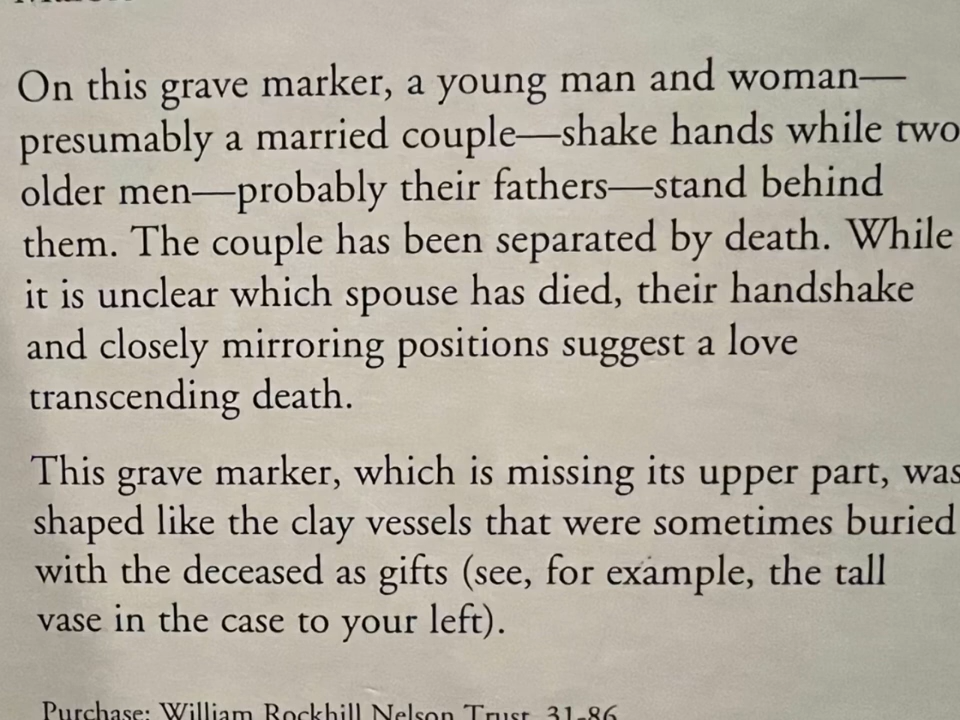 On this grave marker, a young man and woman—
presumably a married couple—shake hands while two
older men—probably their fathers—stand behind
them. The couple has been separated by death. While
it is unclear which spouse has died, their handshake
and closely mirroring positions suggest a love
transcending death.
This grave marker, which is missing its upper part, was
shaped like the clay vessels that were sometimes buried
with the deceased as gifts (see, for example, the tall
vase in the case to your left).
Purchase: William Rockhill Nelson Trust, 31-86